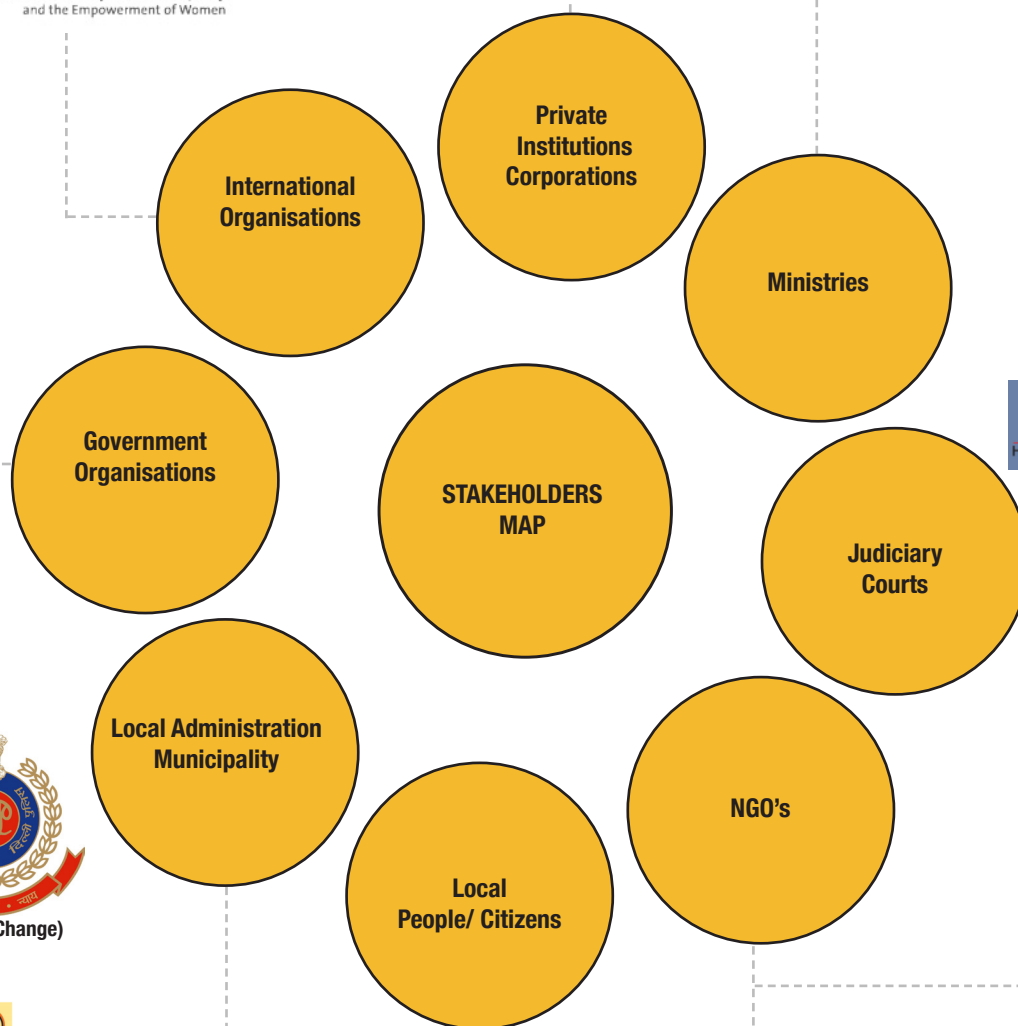 and the Empowerment of Women
Private
Institutions
Corporations
International
Organisations
Ministries
Government
Organisations
STAKEHOLDERS
MAP
Judiciary
Courts
Local Administration
Municipality
NGO's
Local
People/ Citizens
दिल्ली
न्याय
Change)